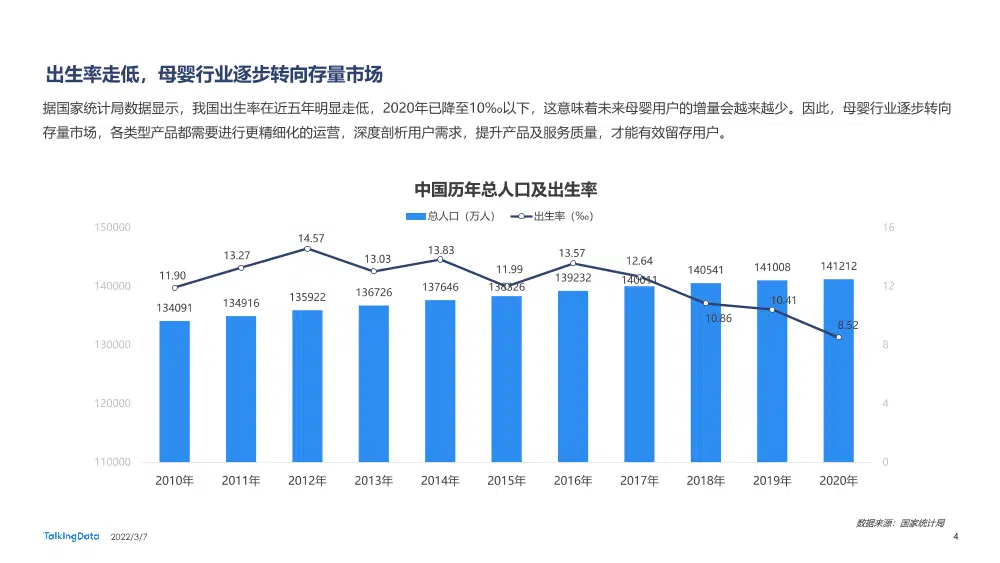 出生率走低，母婴行业逐步转向存量市场
据国家统计局数据显示，我国出生率在近五年明显走低，2020年已降至10‰以下，这意味着未来母婴用户的增量会越来越少。因此，母婴行业逐步转向
存量市场，各类型产品都需要进行更精细化的运营，深度剖析用户需求，提升产品及服务质量，才能有效留存用户。
中国历年总人口及出生率
总人口（万人） 出生率（‰）
150000 16
14.57
13.27 13.03 13.83 11.99 13.57 12.64
11.90
140000 12
134091 134916 135922 136726 137646 138326 139232 140011 140541 141008 141212
10.86 10.41 8.52
130000 8
120000 4
110000 0
2010年 2011年 2012年 2013年 2014年 2015年 2016年 2017年 2018年 2019年 2020年
数据来源：国家统计局
TalkingData 2022/3/7 4